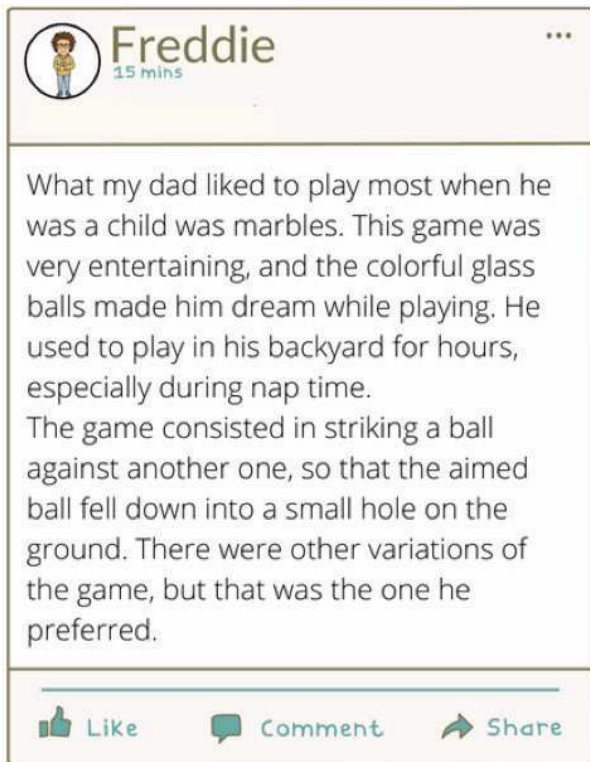 Freddie
15 mins
What my dad liked to play most when he
was a child was marbles. This game was
very entertaining, and the colorful glass
balls made him dream while playing. He
used to play in his backyard for hours,
especially during nap time.
The game consisted in striking a ball
against another one, so that the aimed
ball fell down into a small hole on the
ground. There were other variations of
the game, but that was the one he
preferred.
Like Comment Share